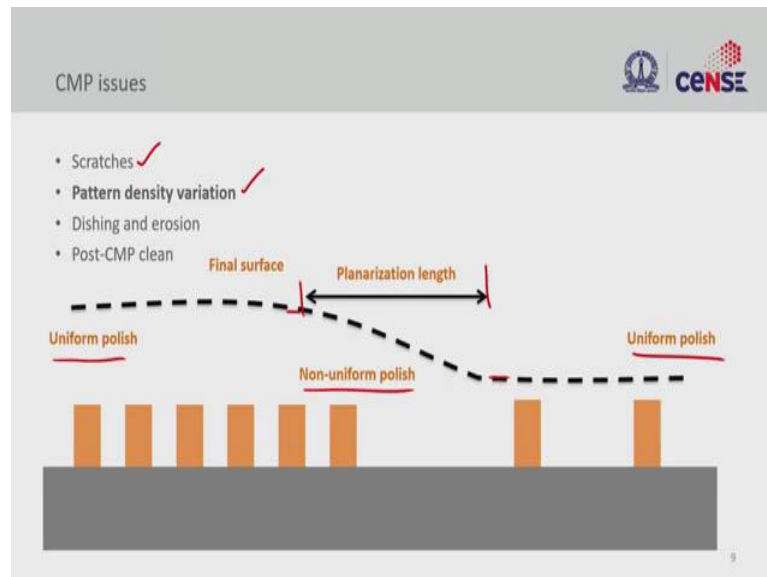 CMP issues
CeNSE
• Scratches
• Pattern density variation
• Dishing and erosion
• Post-CMP clean
Final surface
Planarization length
Uniform polish
Uniform polish
Non-uniform polish
9